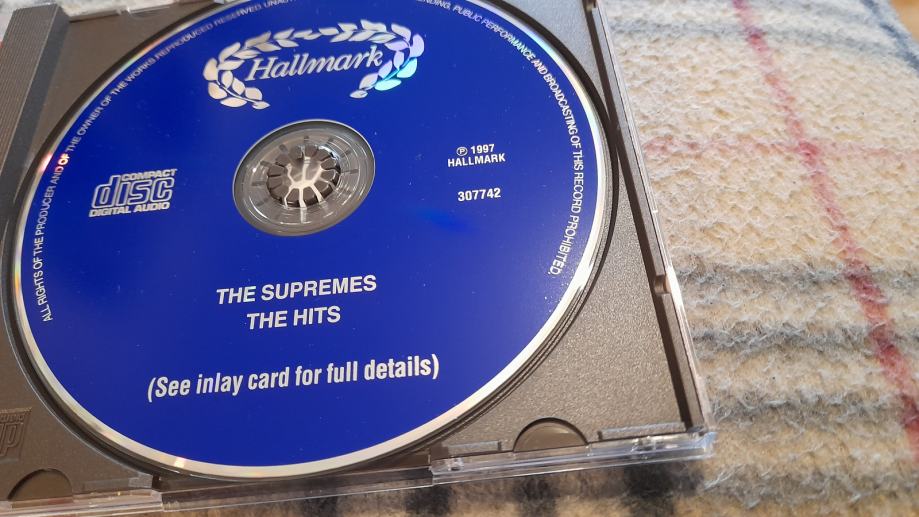 ALL RIGHTS OF THE PRODUCER AND OF THE OWNER OF THE WORKS REPRODUCED RESERVED
PUBLIC PERFORMANCE AND BROADCASTING OF THIS RECORD PROHIBITED.
Hallmark
COMPACT
disc
DIGITAL AUDIO
℗ 1997
HALLMARK
307742
THE SUPREMES
THE HITS
(See inlay card for full details)